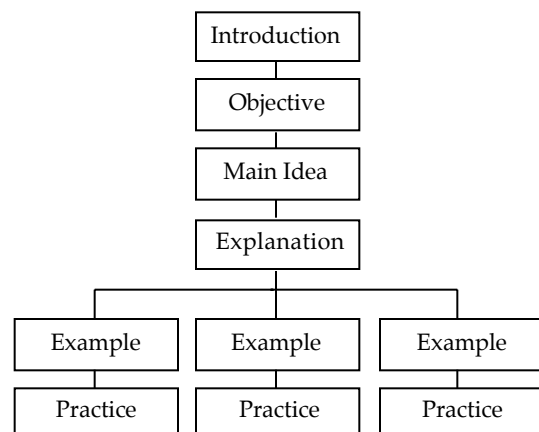 Introduction
Objective
Main Idea
Explanation
Example
Example
Example
Practice
Practice
Practice